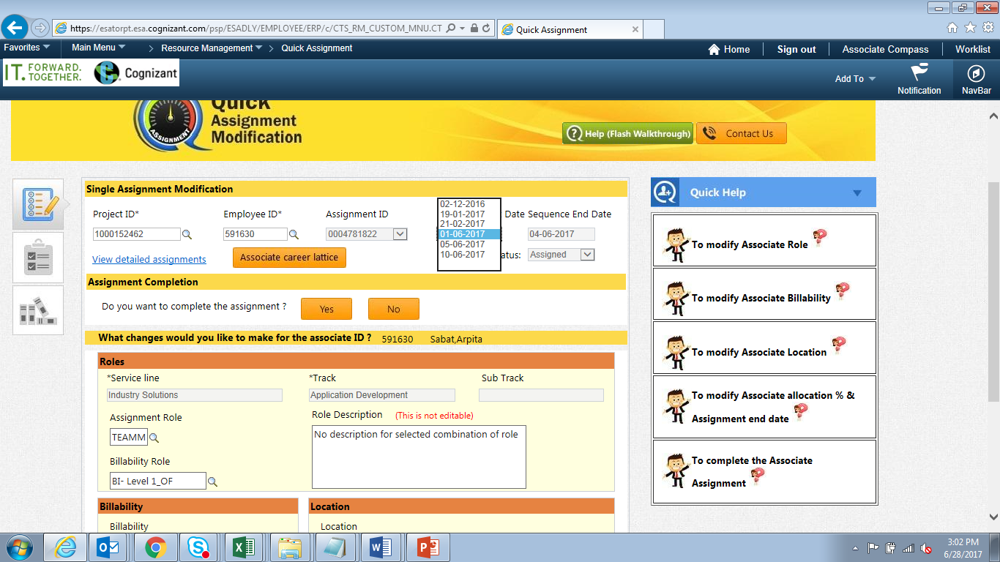 https://esatorpt.esa.cognizant.com/psp/ESADLY/EMPLOYEE/ERP/c/CTS_RM_CUSTOM_MNU.CT
Quick Assignment
Favorites
Main Menu
Resource Management
Quick Assignment
Home
Sign out
Associate Compass
Worklist
IT. FORWARD. TOGETHER.
Cognizant
Add To
Notification
NavBar
ASSIGNMENT
Quick
Assignment
Modification
Help (Flash Walkthrough)
Contact Us
Single Assignment Modification
Project ID*
Employee ID*
Assignment ID
02-12-2016
19-01-2017
21-02-2017
01-06-2017
05-06-2017
10-06-2017
Date Sequence End Date
1000152462
591630
0004781822
04-06-2017
View detailed assignments
Associate career lattice
atus:
Assigned
Assignment Completion
Do you want to complete the assignment ?
Yes
No
What changes would you like to make for the associate ID ? 591630 Sabat,Arpita
Roles
*Service line
*Track
Sub Track
Industry Solutions
Application Development
Assignment Role
Role Description (This is not editable)
TEAMM
No description for selected combination of role
Billability Role
BI- Level 1_OF
Billability
Location
Billability
Location
Quick Help
To modify Associate Role
To modify Associate Billability
To modify Associate Location
To modify Associate allocation % &
Assignment end date
To complete the Associate
Assignment
3:02 PM
6/28/2017